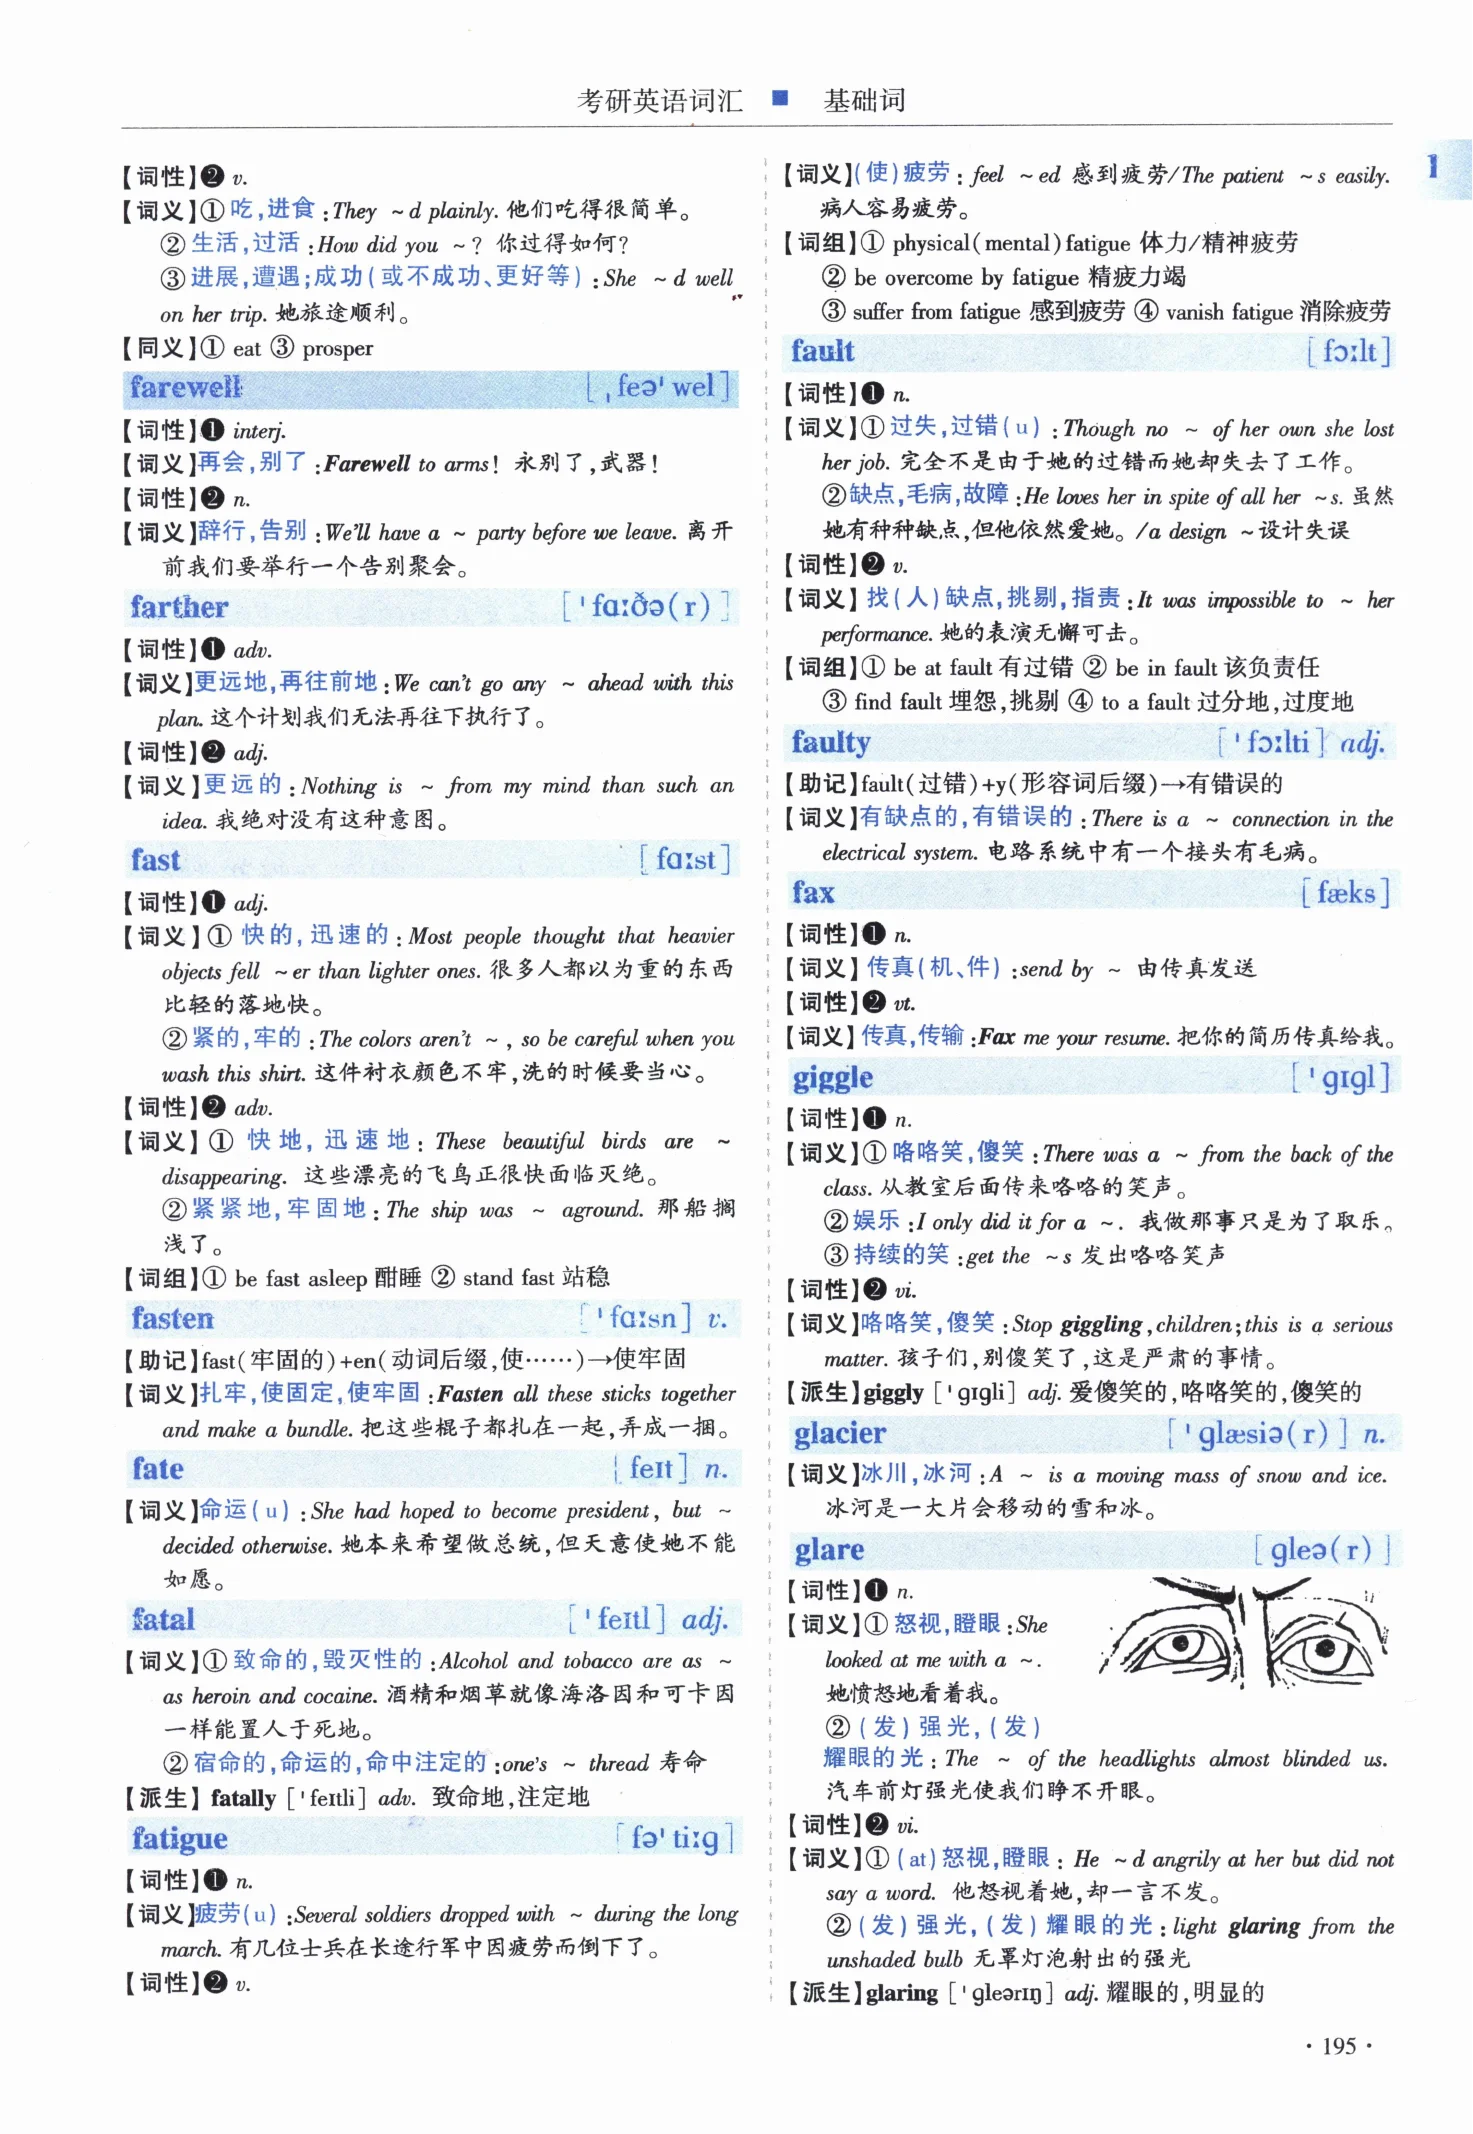 考研英语词汇 ■ 基础词
1
【词性】❷ v.
【词义】①吃,进食:They ~d plainly. 他们吃得很简单。
②生活,过活:How did you ~? 你过得如何?
③进展,遭遇;成功(或不成功、更好等):She ~d well
on her trip. 她旅途顺利。
【同义】① eat ③ prosper
farewell [ˌfeə'wel]
【词性】❶ interj.
【词义】再会,别了:Farewell to arms! 永别了,武器!
【词性】❷ n.
【词义】辞行,告别:We'll have a ~ party before we leave. 离开
前我们要举行一个告别聚会。
farther ['fɑːðə(r)]
【词性】❶ adv.
【词义】更远地,再往前地:We can't go any ~ ahead with this
plan. 这个计划我们无法再往下执行了。
【词性】❷ adj.
【词义】更远的:Nothing is ~ from my mind than such an
idea. 我绝对没有这种意图。
fast [fɑːst]
【词性】❶ adj.
【词义】①快的,迅速的:Most people thought that heavier
objects fell ~er than lighter ones. 很多人都以为重的东西
比轻的落地快。
②紧的,牢的:The colors aren't ~, so be careful when you
wash this shirt. 这件衬衣颜色不牢,洗的时候要当心。
【词性】❷ adv.
【词义】①快地,迅速地:These beautiful birds are ~
disappearing. 这些漂亮的飞鸟正很快面临灭绝。
②紧紧地,牢固地:The ship was ~ aground. 那船搁
浅了。
【词组】① be fast asleep 酣睡 ② stand fast 站稳
fasten ['fɑːsn] v.
【助记】fast(牢固的)+en(动词后缀,使……)→使牢固
【词义】扎牢,使固定,使牢固:Fasten all these sticks together
and make a bundle. 把这些棍子都扎在一起,弄成一捆。
fate [feɪt] n.
【词义】命运(u):She had hoped to become president, but ~
decided otherwise. 她本来希望做总统,但天意使她不能
如愿。
fatal ['feɪtl] adj.
【词义】①致命的,毁灭性的:Alcohol and tobacco are as ~
as heroin and cocaine. 酒精和烟草就像海洛因和可卡因
一样能置人于死地。
②宿命的,命运的,命中注定的:one's ~ thread 寿命
【派生】fatally ['feɪtli] adv. 致命地,注定地
fatigue [fə'tiːg]
【词性】❶ n.
【词义】疲劳(u):Several soldiers dropped with ~ during the long
march. 有几位士兵在长途行军中因疲劳而倒下了。
【词性】❷ v.
【词义】(使)疲劳:feel ~ed 感到疲劳/The patient ~s easily.
病人容易疲劳。
【词组】① physical(mental)fatigue 体力/精神疲劳
② be overcome by fatigue 精疲力竭
③ suffer from fatigue 感到疲劳 ④ vanish fatigue 消除疲劳
fault [fɔːlt]
【词性】❶ n.
【词义】①过失,过错(u):Though no ~ of her own she lost
her job. 完全不是由于她的过错而她却失去了工作。
②缺点,毛病,故障:He loves her in spite of all her ~s. 虽然
她有种种缺点,但他依然爱她。/a design ~设计失误
【词性】❷ v.
【词义】找(人)缺点,挑剔,指责:It was impossible to ~ her
performance. 她的表演无懈可击。
【词组】① be at fault 有过错 ② be in fault 该负责任
③ find fault 埋怨,挑剔 ④ to a fault 过分地,过度地
faulty ['fɔːlti] adj.
【助记】fault(过错)+y(形容词后缀)→有错误的
【词义】有缺点的,有错误的:There is a ~ connection in the
electrical system. 电路系统中有一个接头有毛病。
fax [fæks]
【词性】❶ n.
【词义】传真(机、件):send by ~ 由传真发送
【词性】❷ vt.
【词义】传真,传输:Fax me your resume. 把你的简历传真给我。
giggle ['gɪgl]
【词性】❶ n.
【词义】①咯咯笑,傻笑:There was a ~ from the back of the
class. 从教室后面传来咯咯的笑声。
②娱乐:I only did it for a ~. 我做那事只是为了取乐。
③持续的笑:get the ~s 发出咯咯笑声
【词性】❷ vi.
【词义】咯咯笑,傻笑:Stop giggling,children;this is a serious
matter. 孩子们,别傻笑了,这是严肃的事情。
【派生】giggly ['gɪgli] adj. 爱傻笑的,咯咯笑的,傻笑的
glacier ['glæsiə(r)] n.
【词义】冰川,冰河:A ~ is a moving mass of snow and ice.
冰河是一大片会移动的雪和冰。
glare [gleə(r)]
【词性】❶ n.
【词义】①怒视,瞪眼:She
looked at me with a ~.
她愤怒地看着我。
②(发)强光,(发)
耀眼的光:The ~ of the headlights almost blinded us.
汽车前灯强光使我们睁不开眼。
【词性】❷ vi.
【词义】①(at)怒视,瞪眼:He ~d angrily at her but did not
say a word. 他怒视着她,却一言不发。
②(发)强光,(发)耀眼的光:light glaring from the
unshaded bulb 无罩灯泡射出的强光
【派生】glaring ['gleərɪŋ] adj. 耀眼的,明显的
·195·